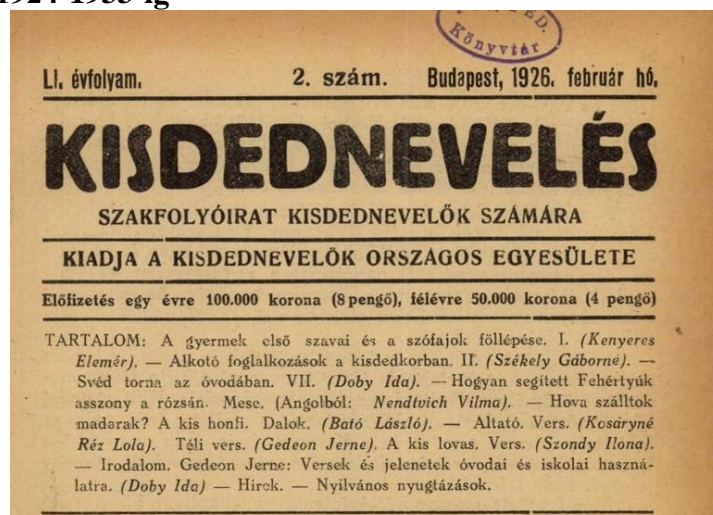 1924-1933-ig
Könyvtár
LI. évfolyam. 2. szám. Budapest, 1926. február hó.
KISDEDNEVELÉS
SZAKFOLYÓIRAT KISDEDNEVELŐK SZÁMÁRA
KIADJA A KISDEDNEVELŐK ORSZÁGOS EGYESÜLETE
Előfizetés egy évre 100.000 korona (8 pengő), félévre 50.000 korona (4 pengő)
TARTALOM: A gyermek első szavai és a szófajok föllépése. I. (Kenyeres
Elemér). — Alkotó foglalkozások a kisdedkorban. II. (Székely Gáborné). —
Svéd torna az óvodában. VII. (Doby Ida). — Hogyan segített Fehértyúk
asszony a rózsán. Mese. (Angolból: Nendtvich Vilma). — Hova szálltok
madarak? A kis honfi. Dalok. (Bató László). — Altató. Vers. (Kosáryné
Réz Lola). Téli vers. (Gedeon Jerne). A kis lovas. Vers. (Szondy Ilona).
— Irodalom. Gedeon Jerne: Versek és jelenetek óvodai és iskolai haszná-
latra. (Doby Ida) — Hirek. — Nyilvános nyugtázások.